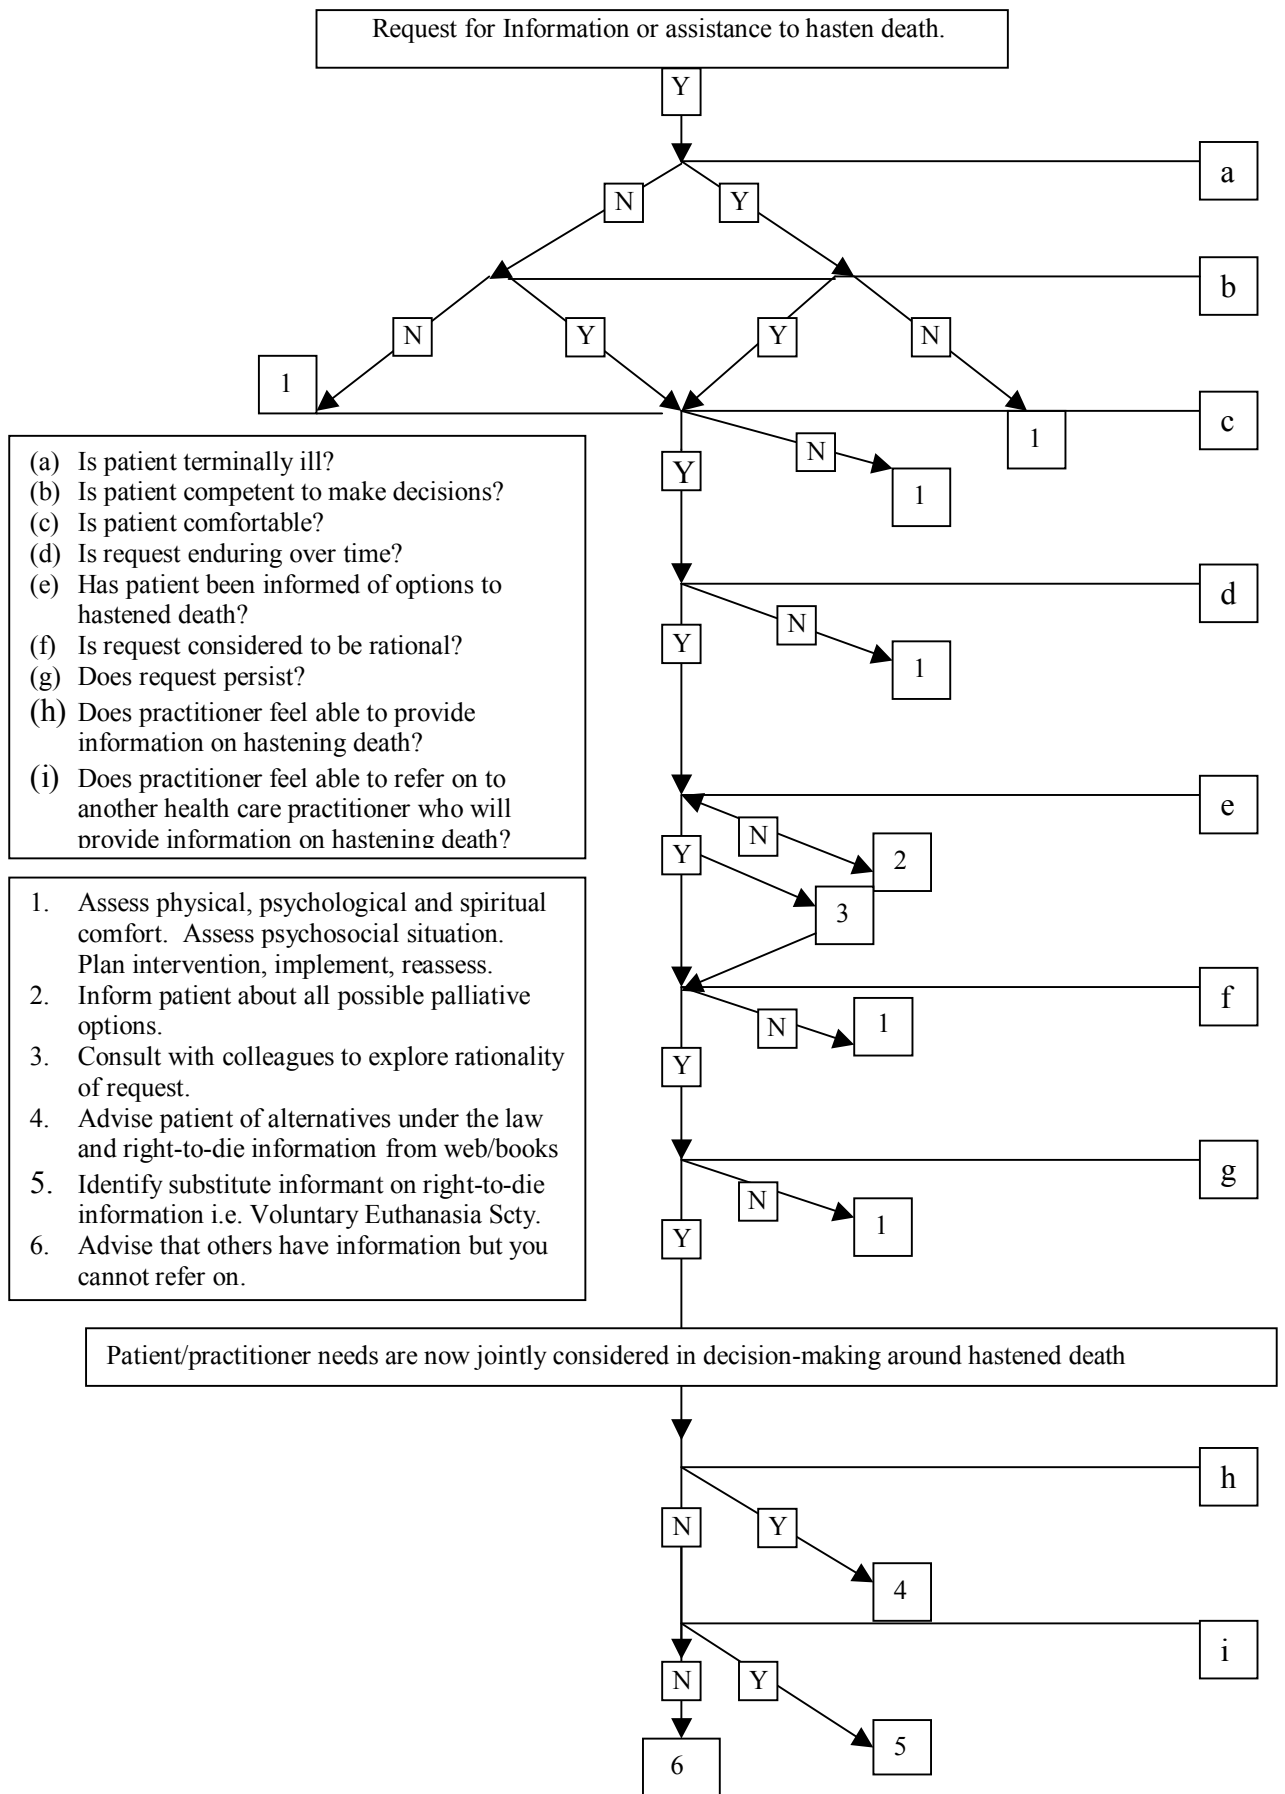 Request for Information or assistance to hasten death.
Y
a
N
Y
b
N
Y
Y
N
1
c
1
N
Y
1
(a) Is patient terminally ill?
(b) Is patient competent to make decisions?
(c) Is patient comfortable?
(d) Is request enduring over time?
(e) Has patient been informed of options to
hastened death?
(f) Is request considered to be rational?
(g) Does request persist?
(h) Does practitioner feel able to provide
information on hastening death?
(i) Does practitioner feel able to refer on to
another health care practitioner who will
provide information on hastening death?
d
N
Y
1
e
N
Y
2
3
1. Assess physical, psychological and spiritual
comfort. Assess psychosocial situation.
Plan intervention, implement, reassess.
2. Inform patient about all possible palliative
options.
3. Consult with colleagues to explore rationality
of request.
4. Advise patient of alternatives under the law
and right-to-die information from web/books
5. Identify substitute informant on right-to-die
information i.e. Voluntary Euthanasia Scty.
6. Advise that others have information but you
cannot refer on.
f
N
1
Y
g
N
1
Y
Patient/practitioner needs are now jointly considered in decision-making around hastened death
h
N
Y
4
i
N
Y
5
6